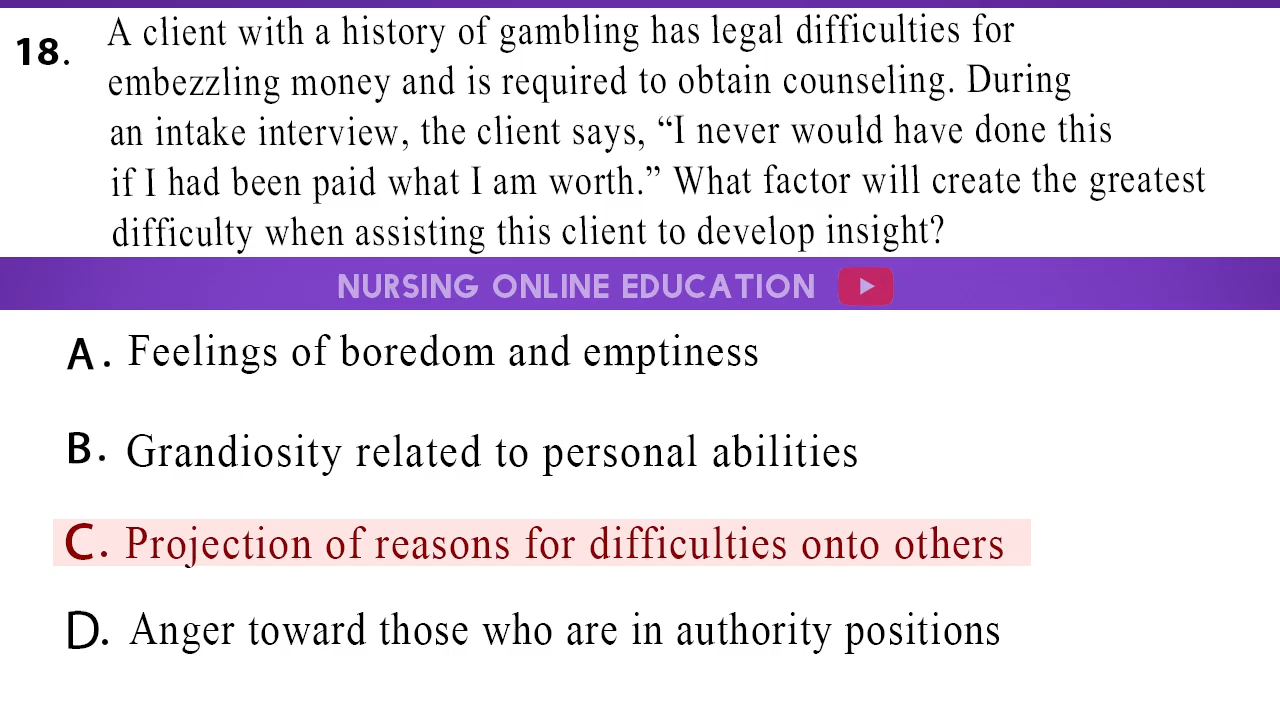 18. A client with a history of gambling has legal difficulties for
embezzling money and is required to obtain counseling. During
an intake interview, the client says, “I never would have done this
if I had been paid what I am worth.” What factor will create the greatest
difficulty when assisting this client to develop insight?
NURSING ONLINE EDUCATION
A. Feelings of boredom and emptiness
B. Grandiosity related to personal abilities
C. Projection of reasons for difficulties onto others
D. Anger toward those who are in authority positions